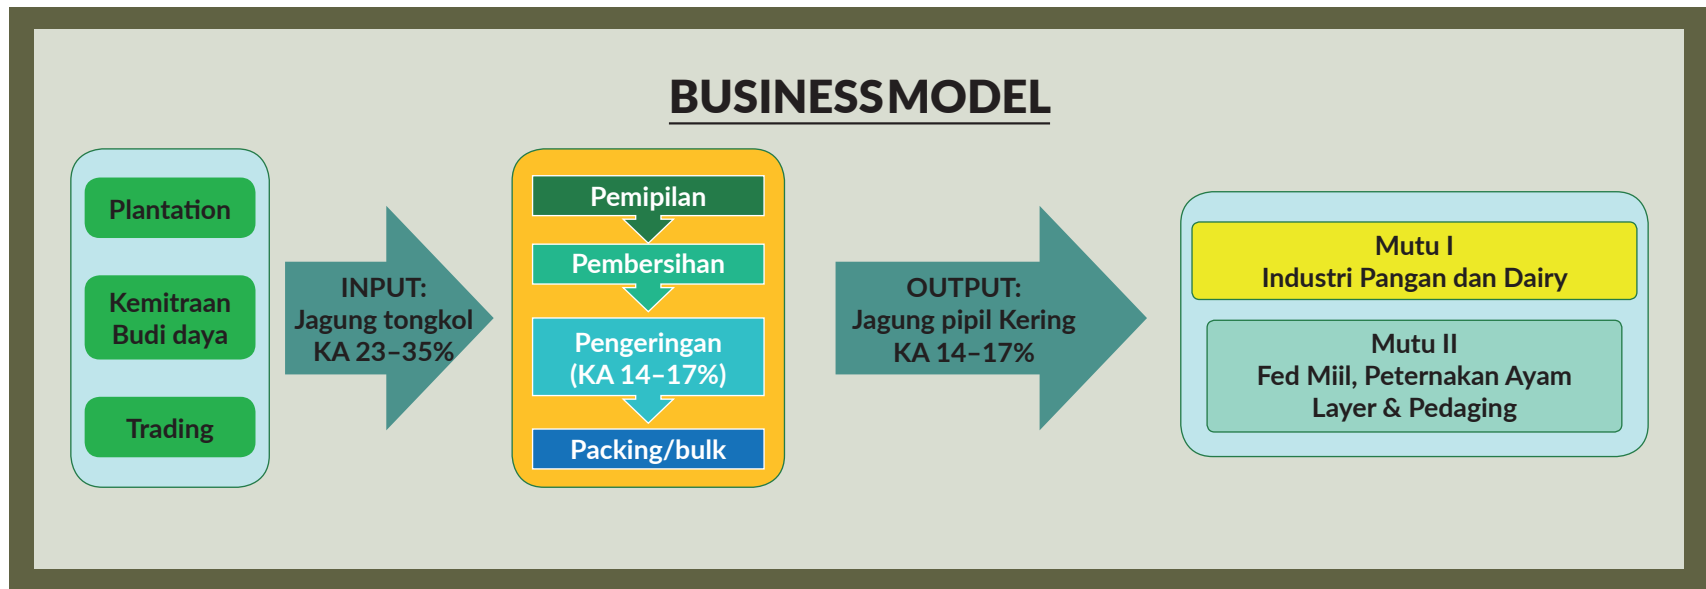 BUSINESS MODEL
Plantation
Kemitraan
Budi daya
Trading
INPUT:
Jagung tongkol
KA 23–35%
Pemipilan
Pembersihan
Pengeringan
(KA 14–17%)
Packing/bulk
OUTPUT:
Jagung pipil Kering
KA 14–17%
Mutu I
Industri Pangan dan Dairy
Mutu II
Fed Miil, Peternakan Ayam
Layer & Pedaging